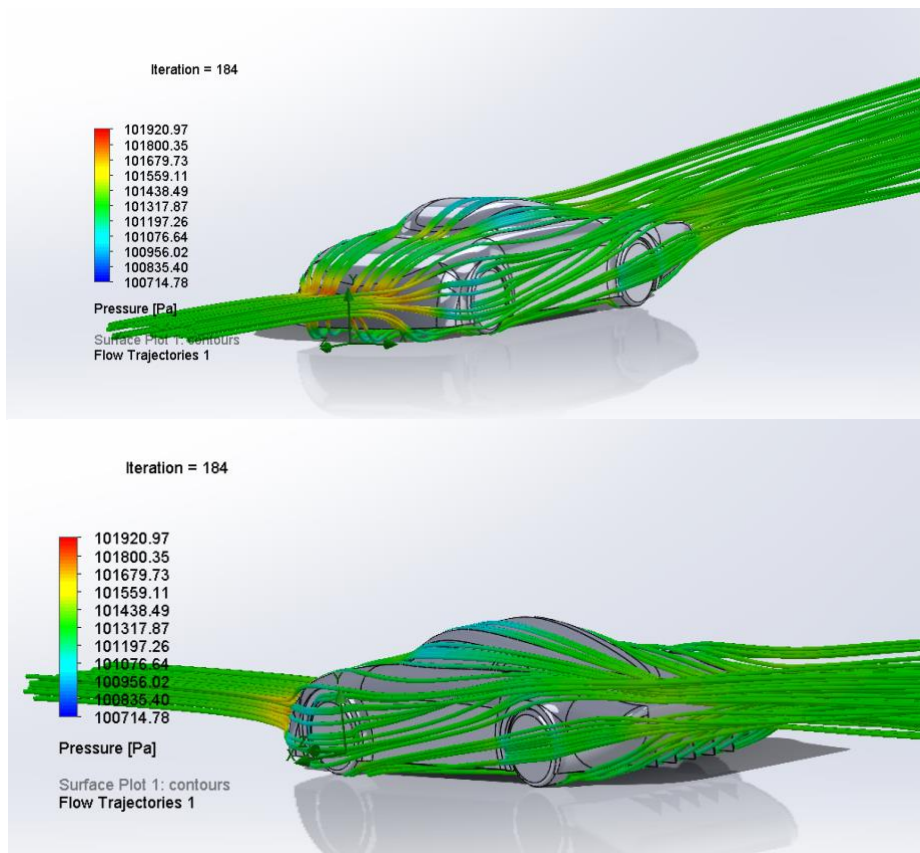 Iteration = 184
101920.97
101800.35
101679.73
101559.11
101438.49
101317.87
101197.26
101076.64
100956.02
100835.40
100714.78
Pressure [Pa]
Surface Plot 1: contours
Flow Trajectories 1
Y
Iteration = 184
101920.97
101800.35
101679.73
101559.11
101438.49
101317.87
101197.26
101076.64
100956.02
100835.40
100714.78
Pressure [Pa]
Y
X
Surface Plot 1: contours
Flow Trajectories 1